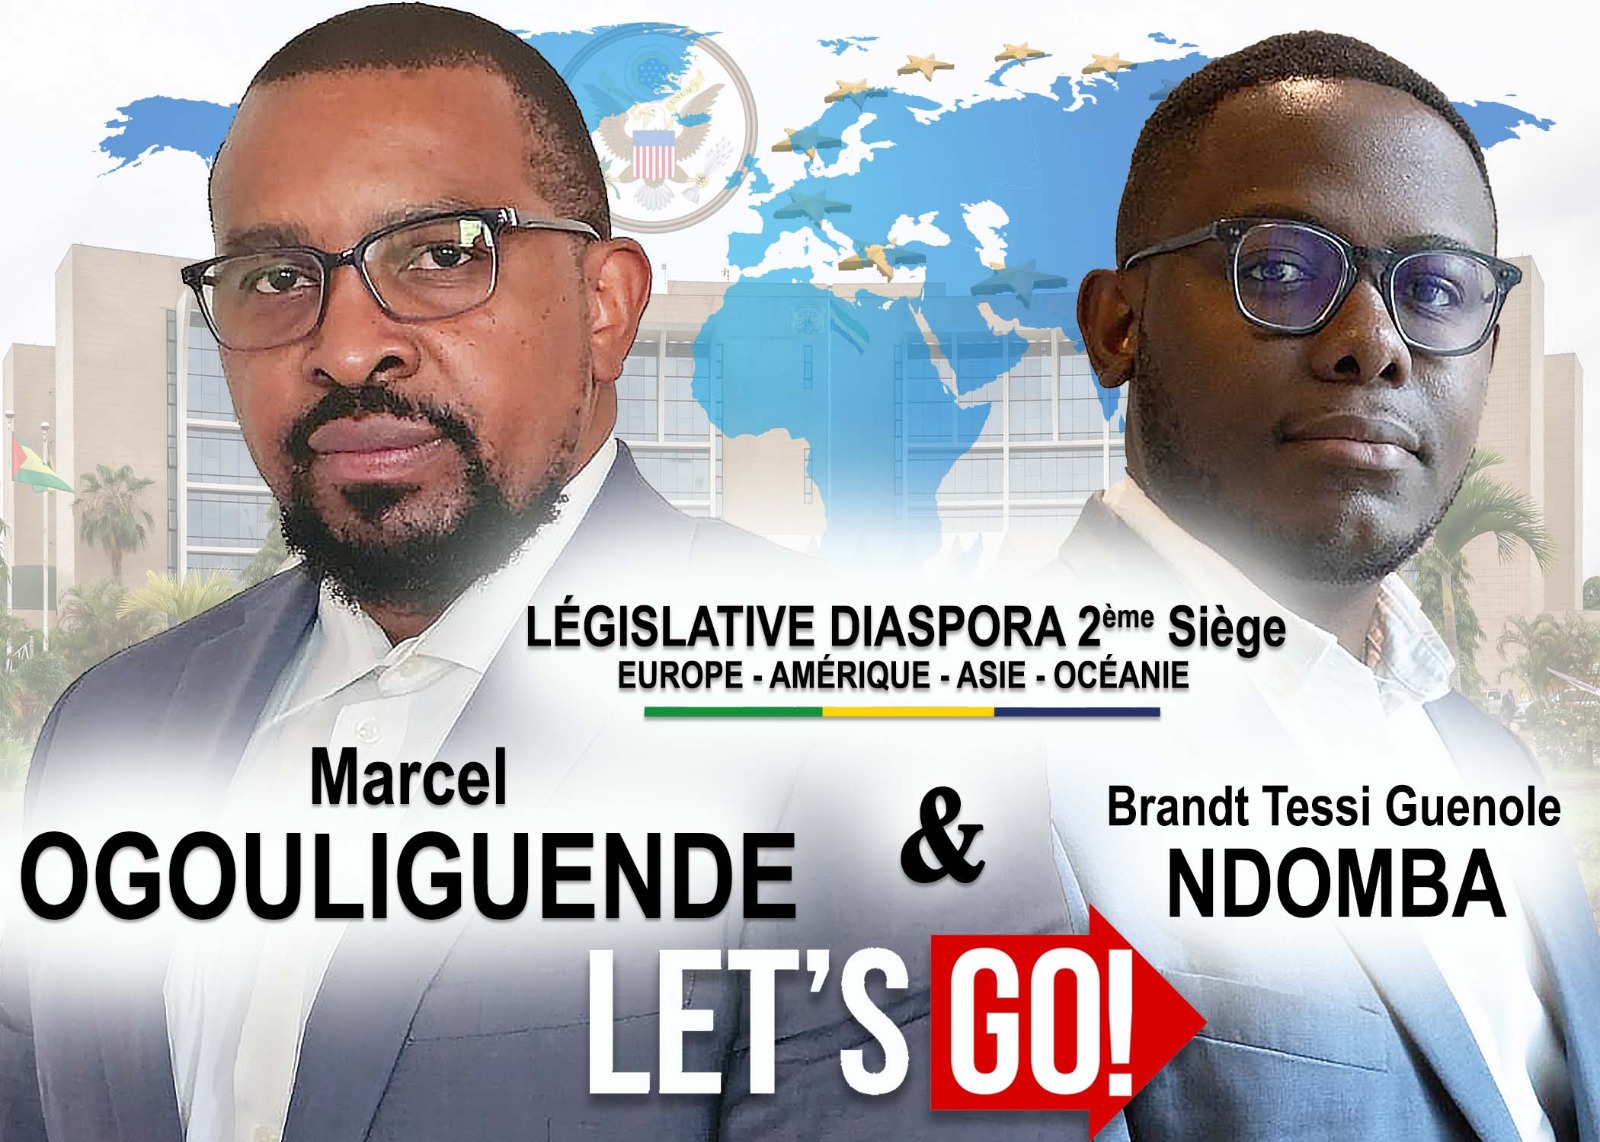 LÉGISLATIVE DIASPORA 2ème Siège
EUROPE - AMÉRIQUE - ASIE - OCÉANIE
Marcel
OGOULIGUENDE
&
Brandt Tessi Guenole
NDOMBA
LET'S GO!